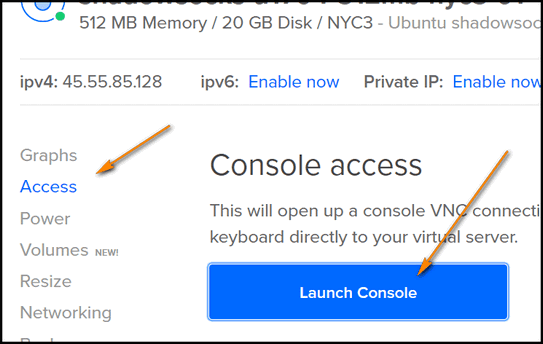 512 MB Memory / 20 GB Disk / NYC3 - Ubuntu shadowsoc
ipv4: 45.55.85.128 ipv6: Enable now Private IP: Enable now
Graphs
Access
Power
Volumes NEW!
Resize
Networking
Console access
This will open up a console VNC connecti
keyboard directly to your virtual server.
Launch Console